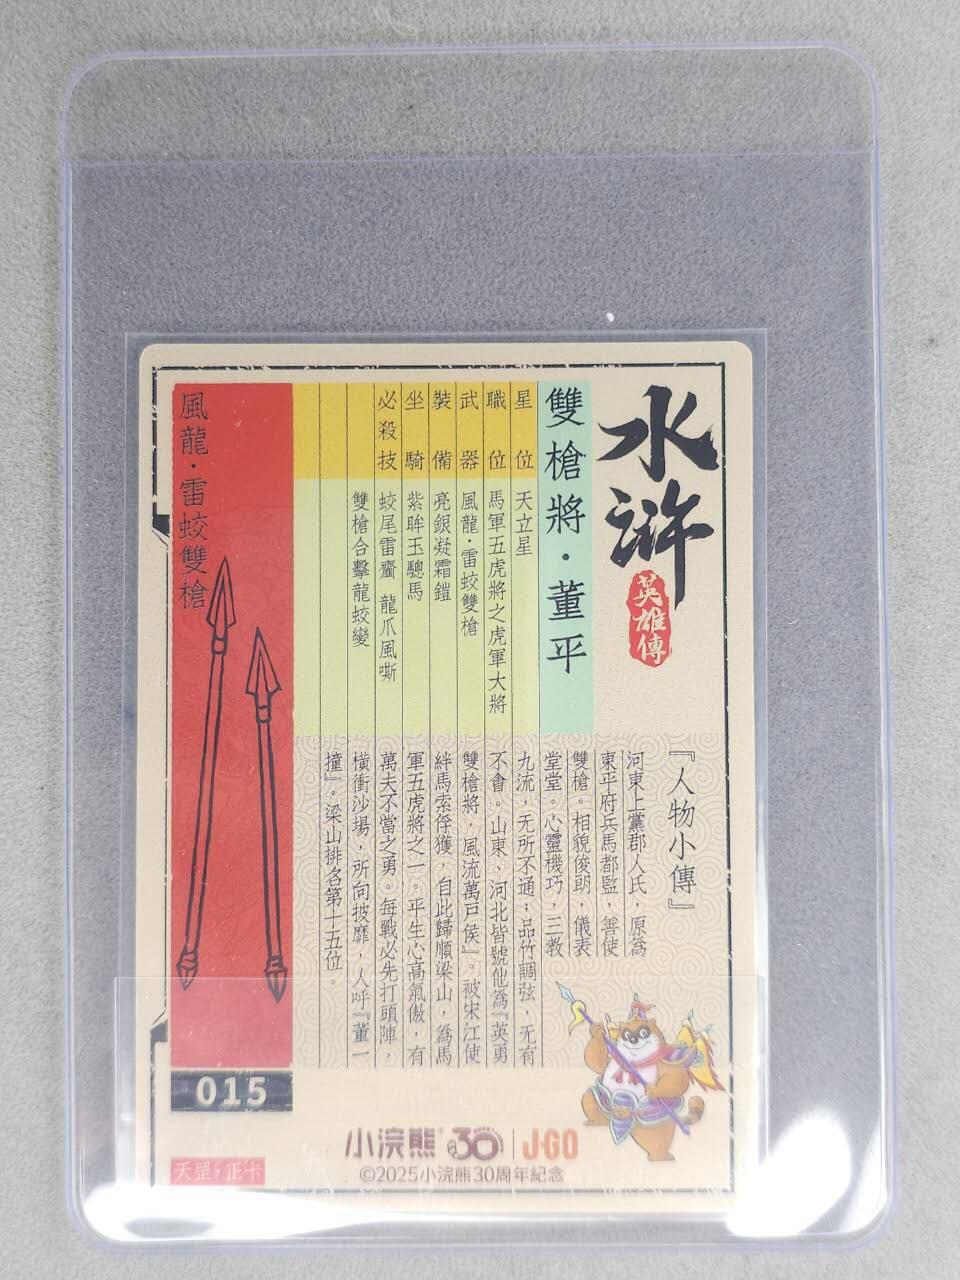 水滸
英雄傳
雙槍將·董平
星位 天立星
職位 馬軍五虎將之虎軍大將
武器 風龍·雷蛟雙槍
裝備 亮銀凝霜鎧
坐騎 紫眸玉驄馬
必殺技 蛟尾雷齏 龍爪風嘶
雙槍合擊龍蛟變
風龍·雷蛟雙槍
『人物小傳』
河東上黨郡人氏，原爲
東平府兵馬都監，善使
雙槍。相貌俊朗，儀表
堂堂。心靈機巧，三教
九流，无所不通；品竹調弦，无有
不會。山東、河北皆號他爲『英勇
雙槍將，風流萬戶侯』。被宋江使
絆馬索俘獲，自此歸順梁山，爲馬
軍五虎將之一。平生心高氣傲，有
萬夫不當之勇。每戰必先打頭陣，
橫衝沙場，所向披靡，人呼『董一
撞』。梁山排名第十五位。
015
天罡·正卡
小浣熊 30 J·GO
©2025小浣熊30周年紀念